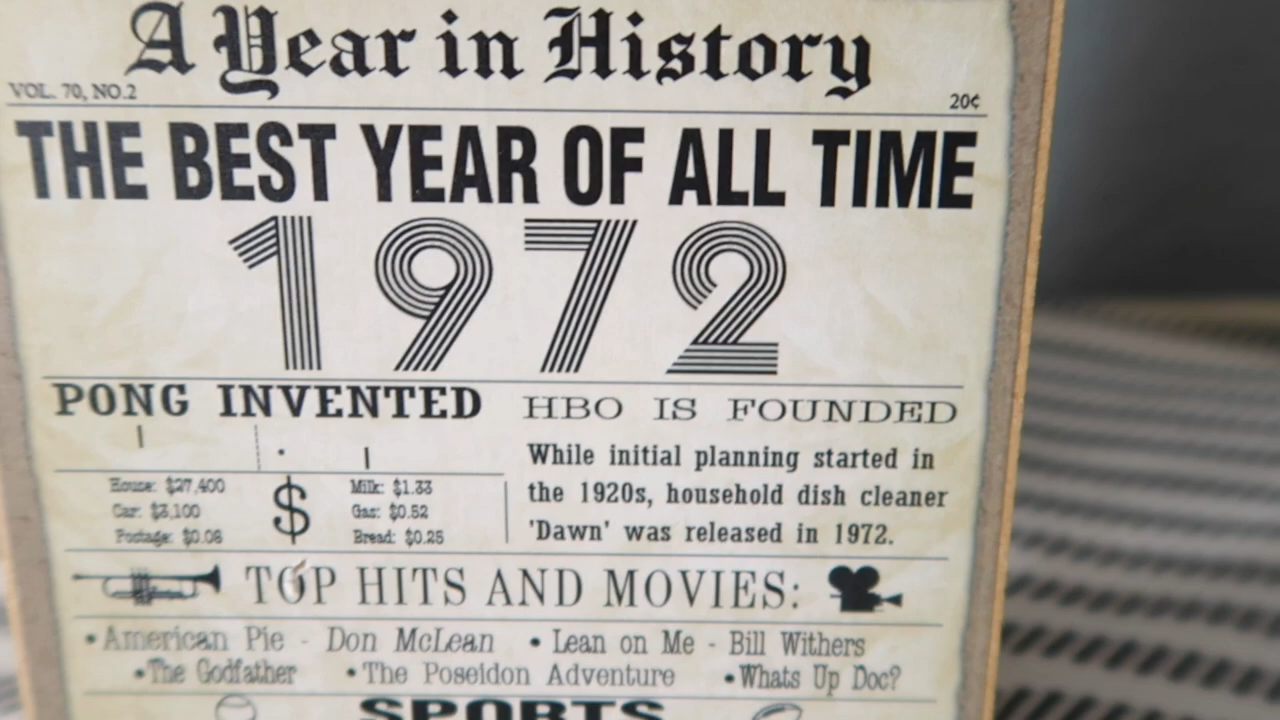 A Year in History
VOL. 70, NO.2
20¢
THE BEST YEAR OF ALL TIME
1972
PONG INVENTED
House: $27,400
Car: $3,100
Postage: $0.08
$
Milk: $1.33
Gas: $0.52
Bread: $0.25
HBO IS FOUNDED
While initial planning started in
the 1920s, household dish cleaner
'Dawn' was released in 1972.
TOP HITS AND MOVIES:
•American Pie - Don McLean • Lean on Me - Bill Withers
•The Godfather •The Poseidon Adventure •Whats Up Doc?
SPORTS